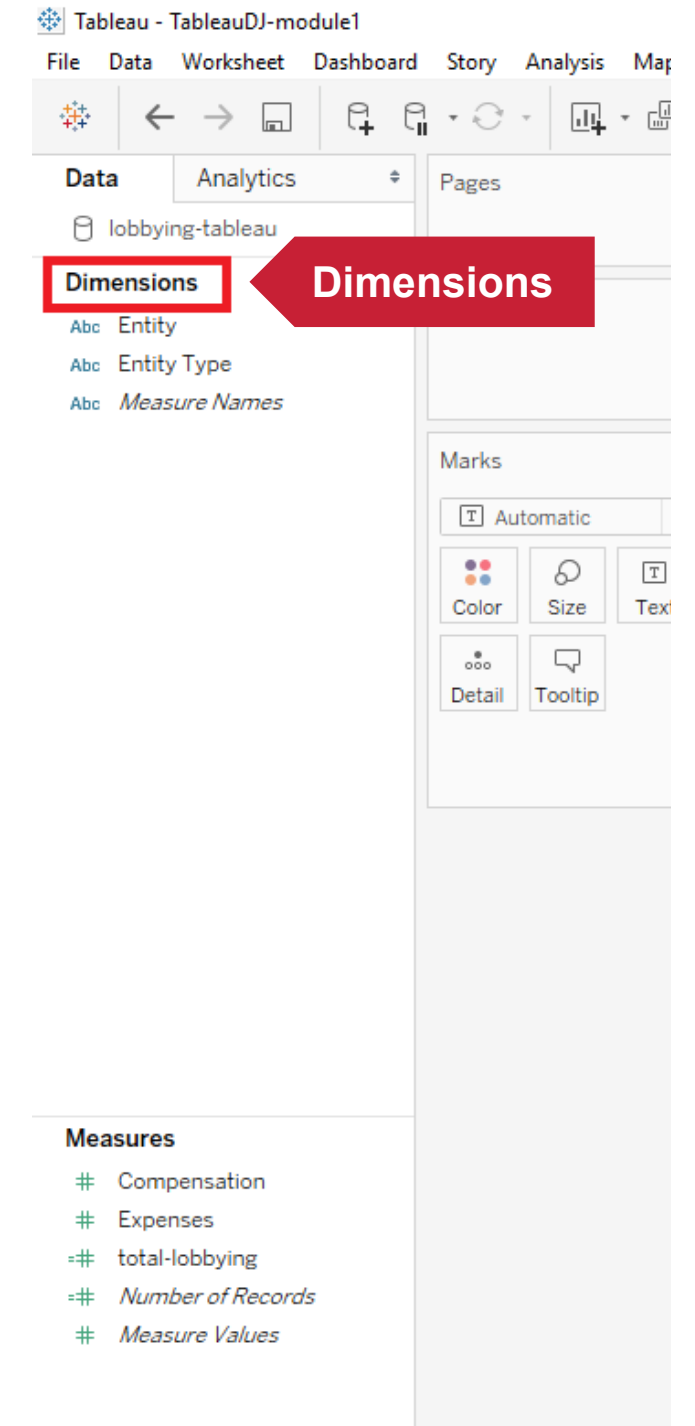 Tableau - TableauDJ-module1
File Data Worksheet Dashboard Story Analysis Map
Data Analytics
Pages
lobbying-tableau
Dimensions
Dimensions
Abc Entity
Abc Entity Type
Abc Measure Names
Marks
T Automatic
Color Size Text
Detail Tooltip
Measures
# Compensation
# Expenses
=# total-lobbying
=# Number of Records
# Measure Values